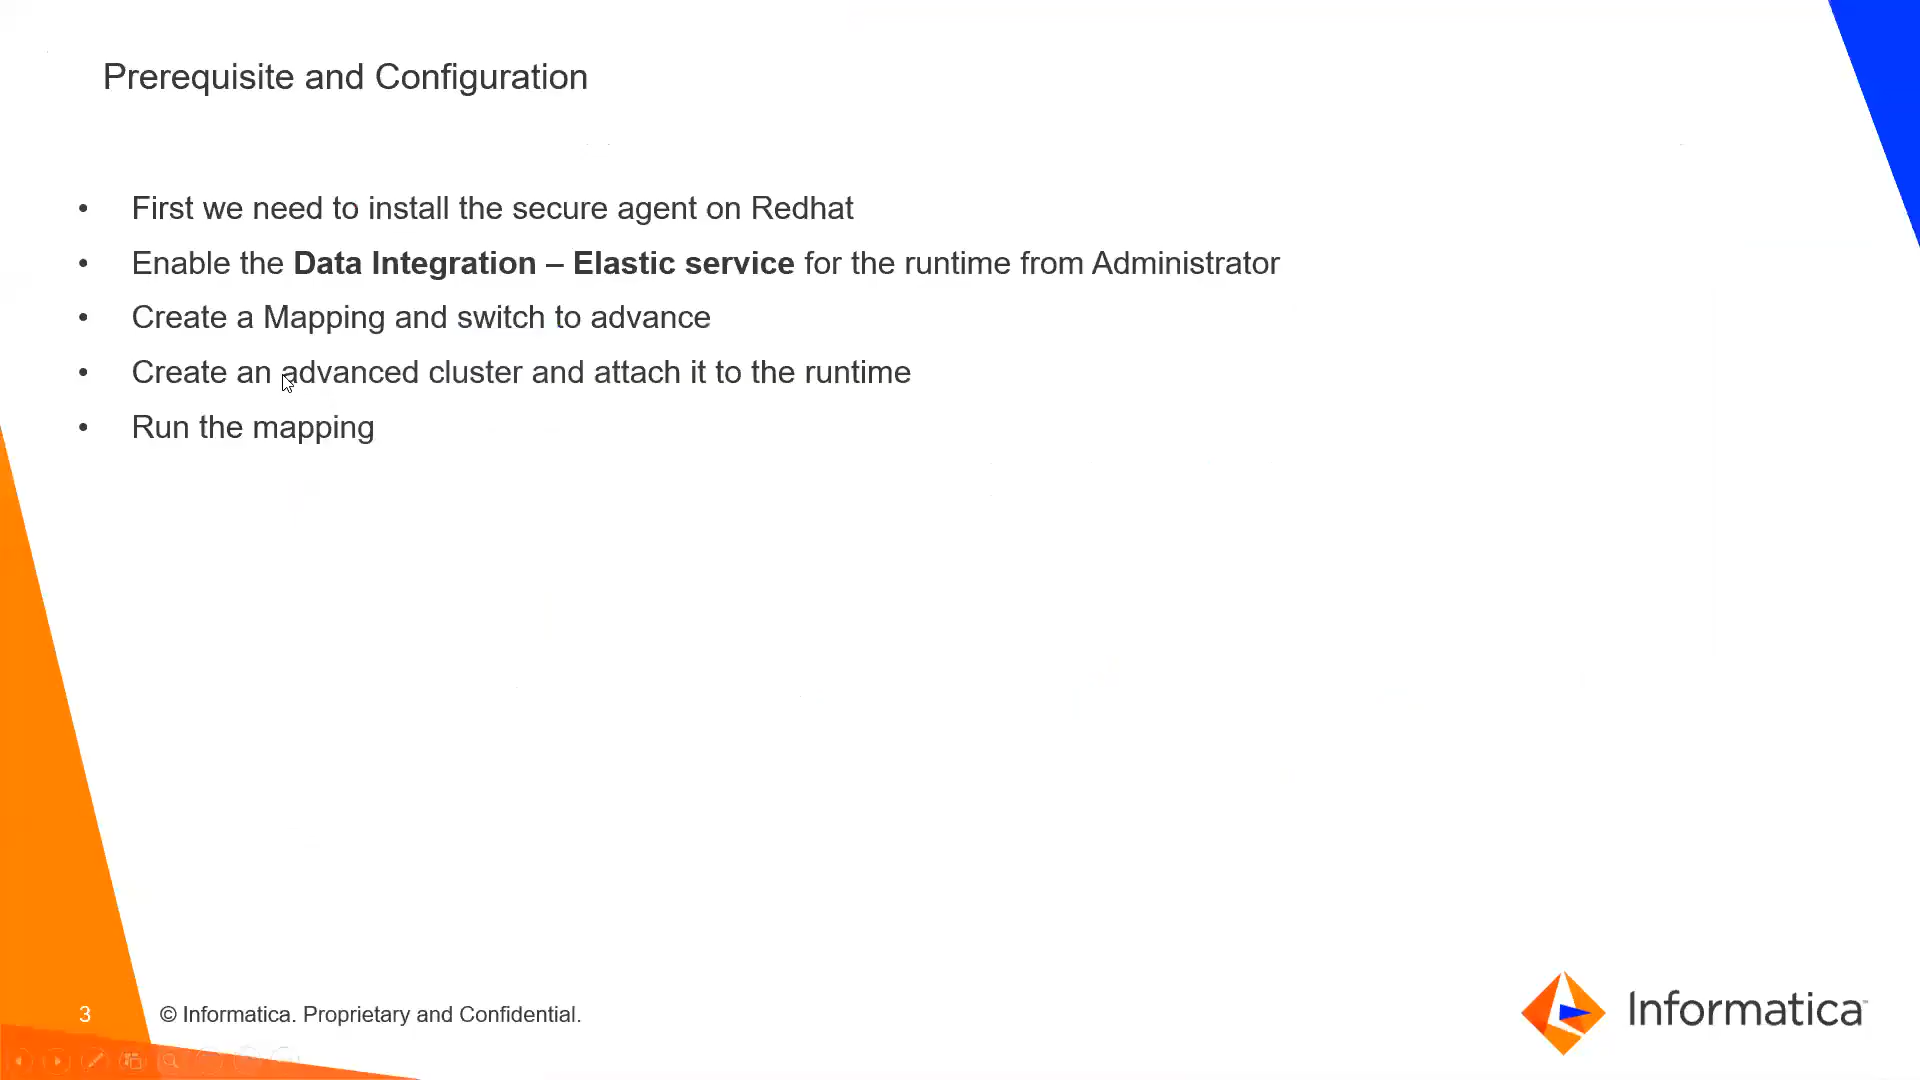 Prerequisite and Configuration
• First we need to install the secure agent on Redhat
• Enable the Data Integration – Elastic service for the runtime from Administrator
• Create a Mapping and switch to advance
• Create an advanced cluster and attach it to the runtime
• Run the mapping
3 © Informatica. Proprietary and Confidential.
Informatica™